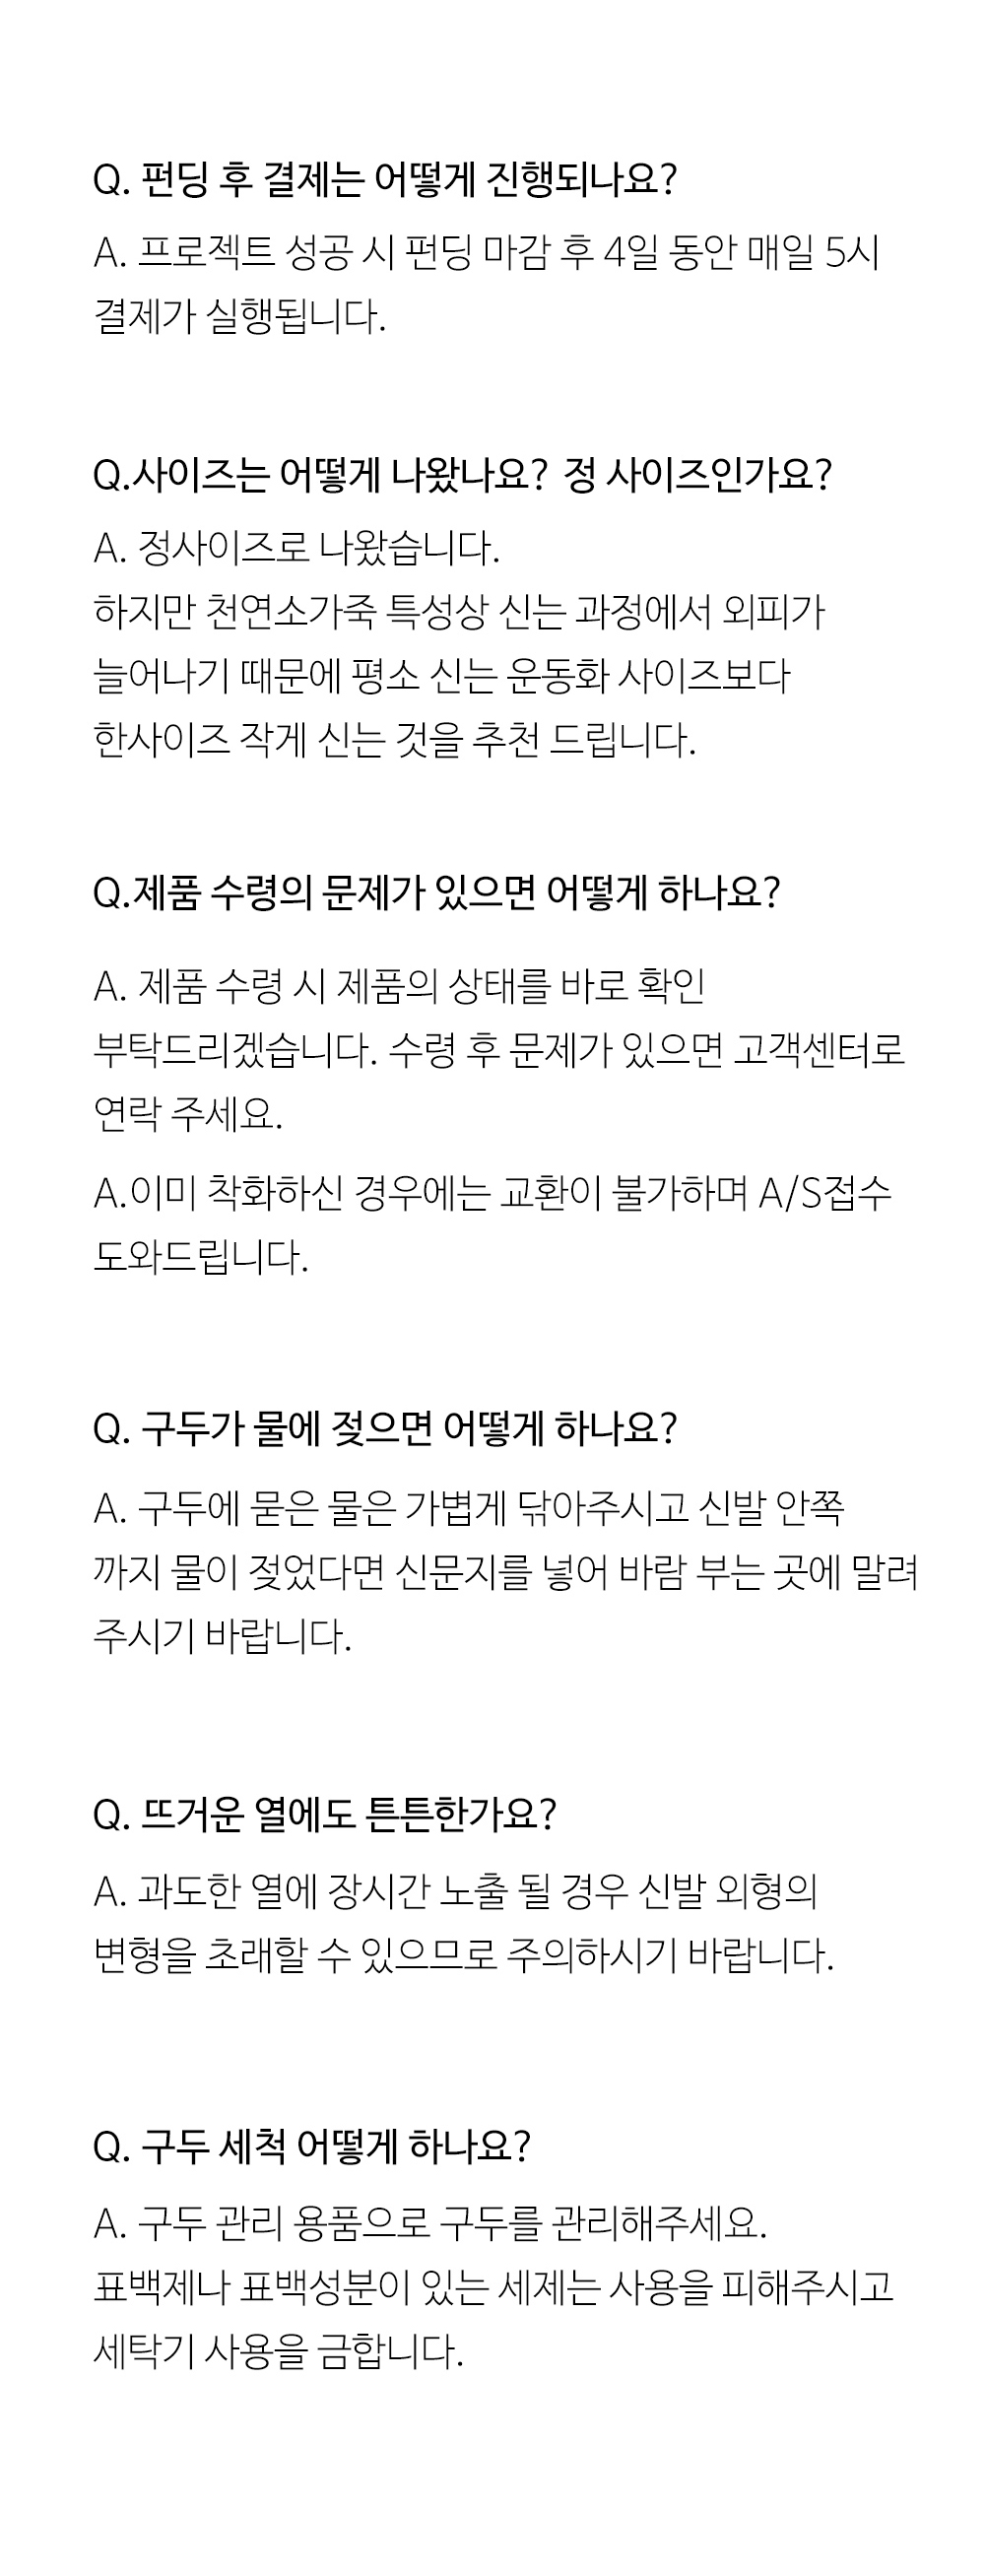 Q. 펀딩 후 결제는 어떻게 진행되나요?
A. 프로젝트 성공 시 펀딩 마감 후 4일 동안 매일 5시
결제가 실행됩니다.
Q.사이즈는 어떻게 나왔나요? 정 사이즈인가요?
A. 정사이즈로 나왔습니다.
하지만 천연소가죽 특성상 신는 과정에서 외피가
늘어나기 때문에 평소 신는 운동화 사이즈보다
한사이즈 작게 신는 것을 추천 드립니다.
Q.제품 수령의 문제가 있으면 어떻게 하나요?
A. 제품 수령 시 제품의 상태를 바로 확인
부탁드리겠습니다. 수령 후 문제가 있으면 고객센터로
연락 주세요.
A.이미 착화하신 경우에는 교환이 불가하며 A/S접수
도와드립니다.
Q. 구두가 물에 젖으면 어떻게 하나요?
A. 구두에 묻은 물은 가볍게 닦아주시고 신발 안쪽
까지 물이 젖었다면 신문지를 넣어 바람 부는 곳에 말려
주시기 바랍니다.
Q. 뜨거운 열에도 튼튼한가요?
A. 과도한 열에 장시간 노출 될 경우 신발 외형의
변형을 초래할 수 있으므로 주의하시기 바랍니다.
Q. 구두 세척 어떻게 하나요?
A. 구두 관리 용품으로 구두를 관리해주세요.
표백제나 표백성분이 있는 세제는 사용을 피해주시고
세탁기 사용을 금합니다.